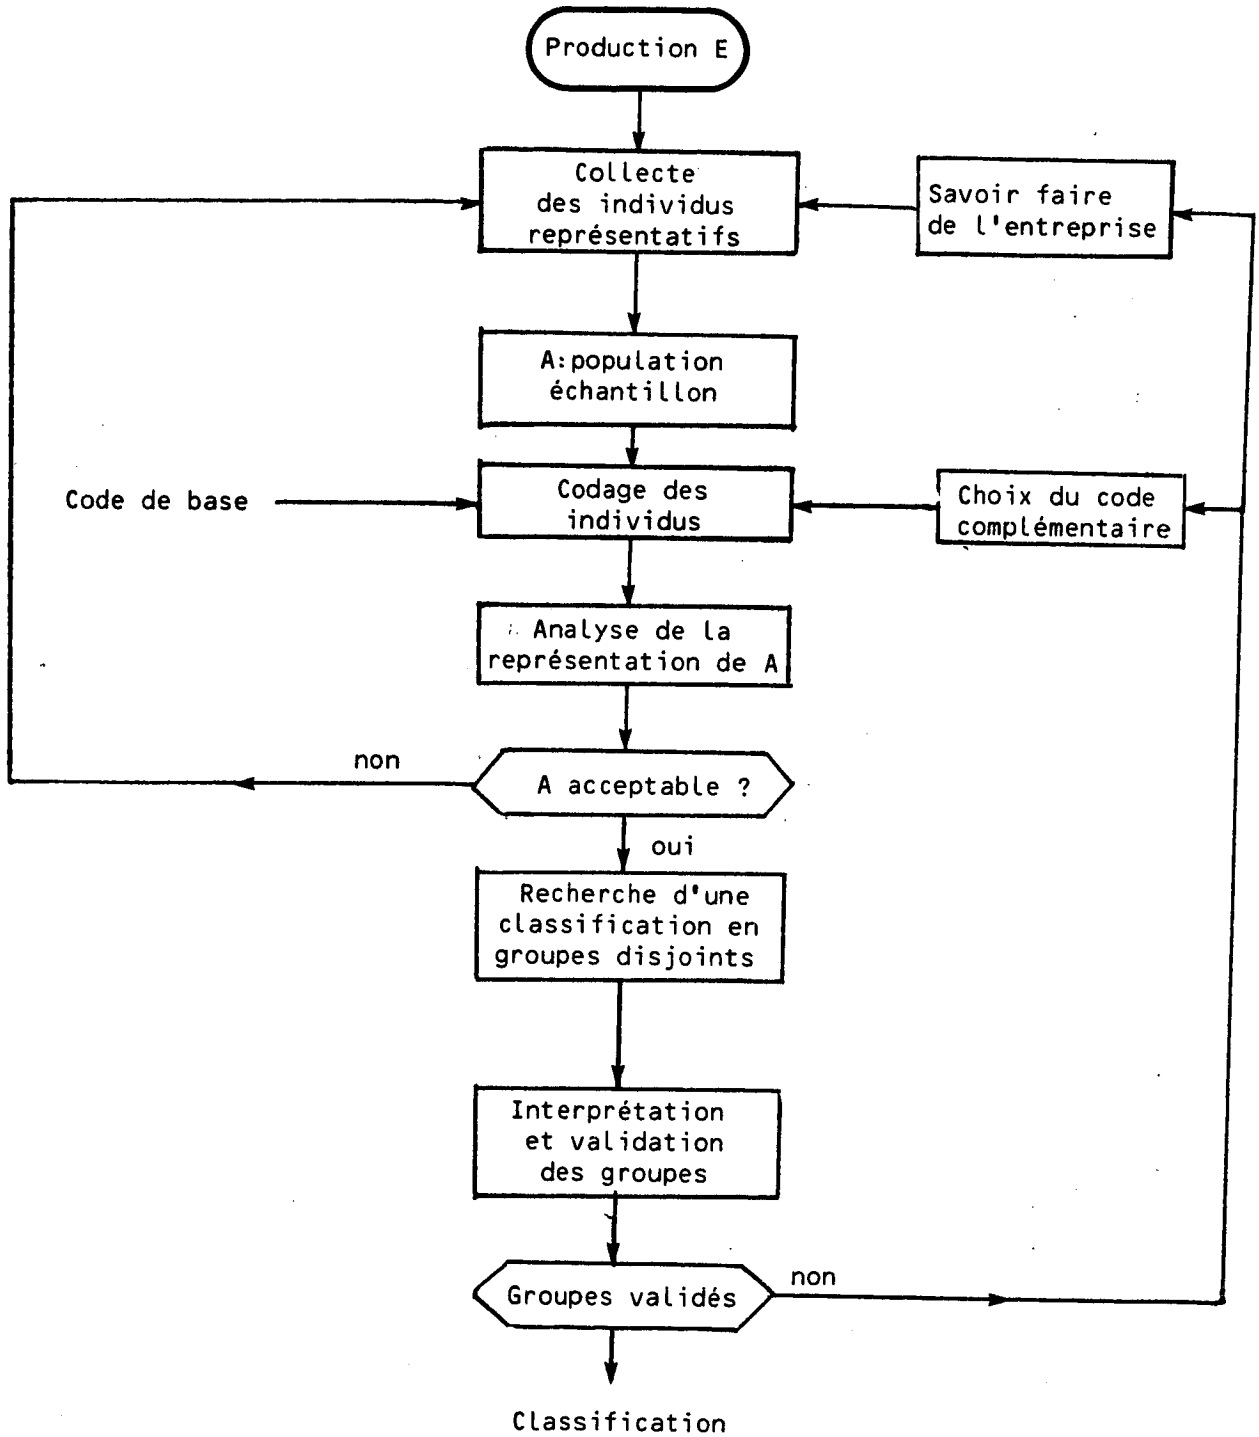 Production E
Collecte
des individus
représentatifs
Savoir faire
de l'entreprise
A:population
échantillon
Code de base
Codage des
individus
Choix du code
complémentaire
Analyse de la
représentation de A
non
A acceptable ?
oui
Recherche d'une
classification en
groupes disjoints
Interprétation
et validation
des groupes
Groupes validés
non
Classification